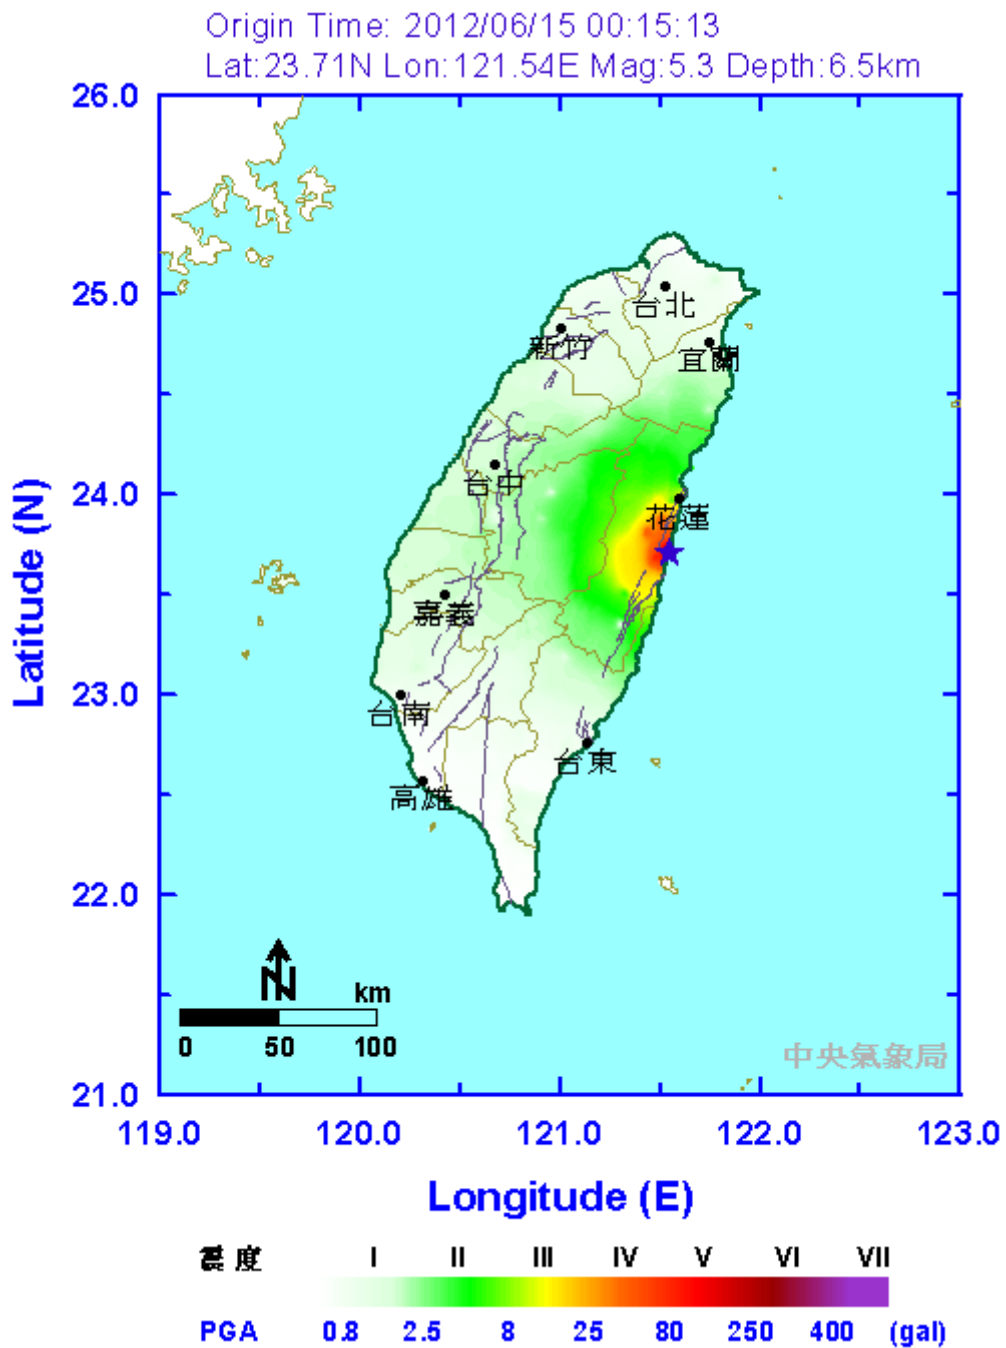 Origin Time: 2012/06/15 00:15:13
Lat:23.71N Lon:121.54E Mag:5.3 Depth:6.5km
26.0
25.0
24.0
23.0
22.0
21.0
Latitude (N)
台北
新竹
宜蘭
台中
花蓮
嘉義
台南
台東
高雄
N
km
0 50 100
中央氣象局
119.0 120.0 121.0 122.0 123.0
Longitude (E)
震度 I II III IV V VI VII
PGA 0.8 2.5 8 25 80 250 400 (gal)